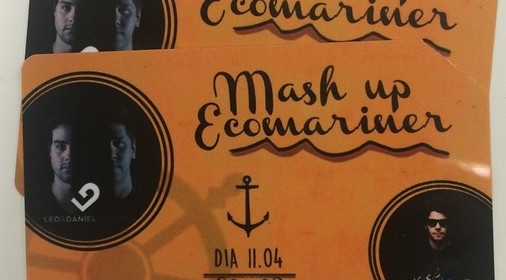 Ecomariner
Mash up
Ecomariner
LEO&DANIEL
DIA 11.04